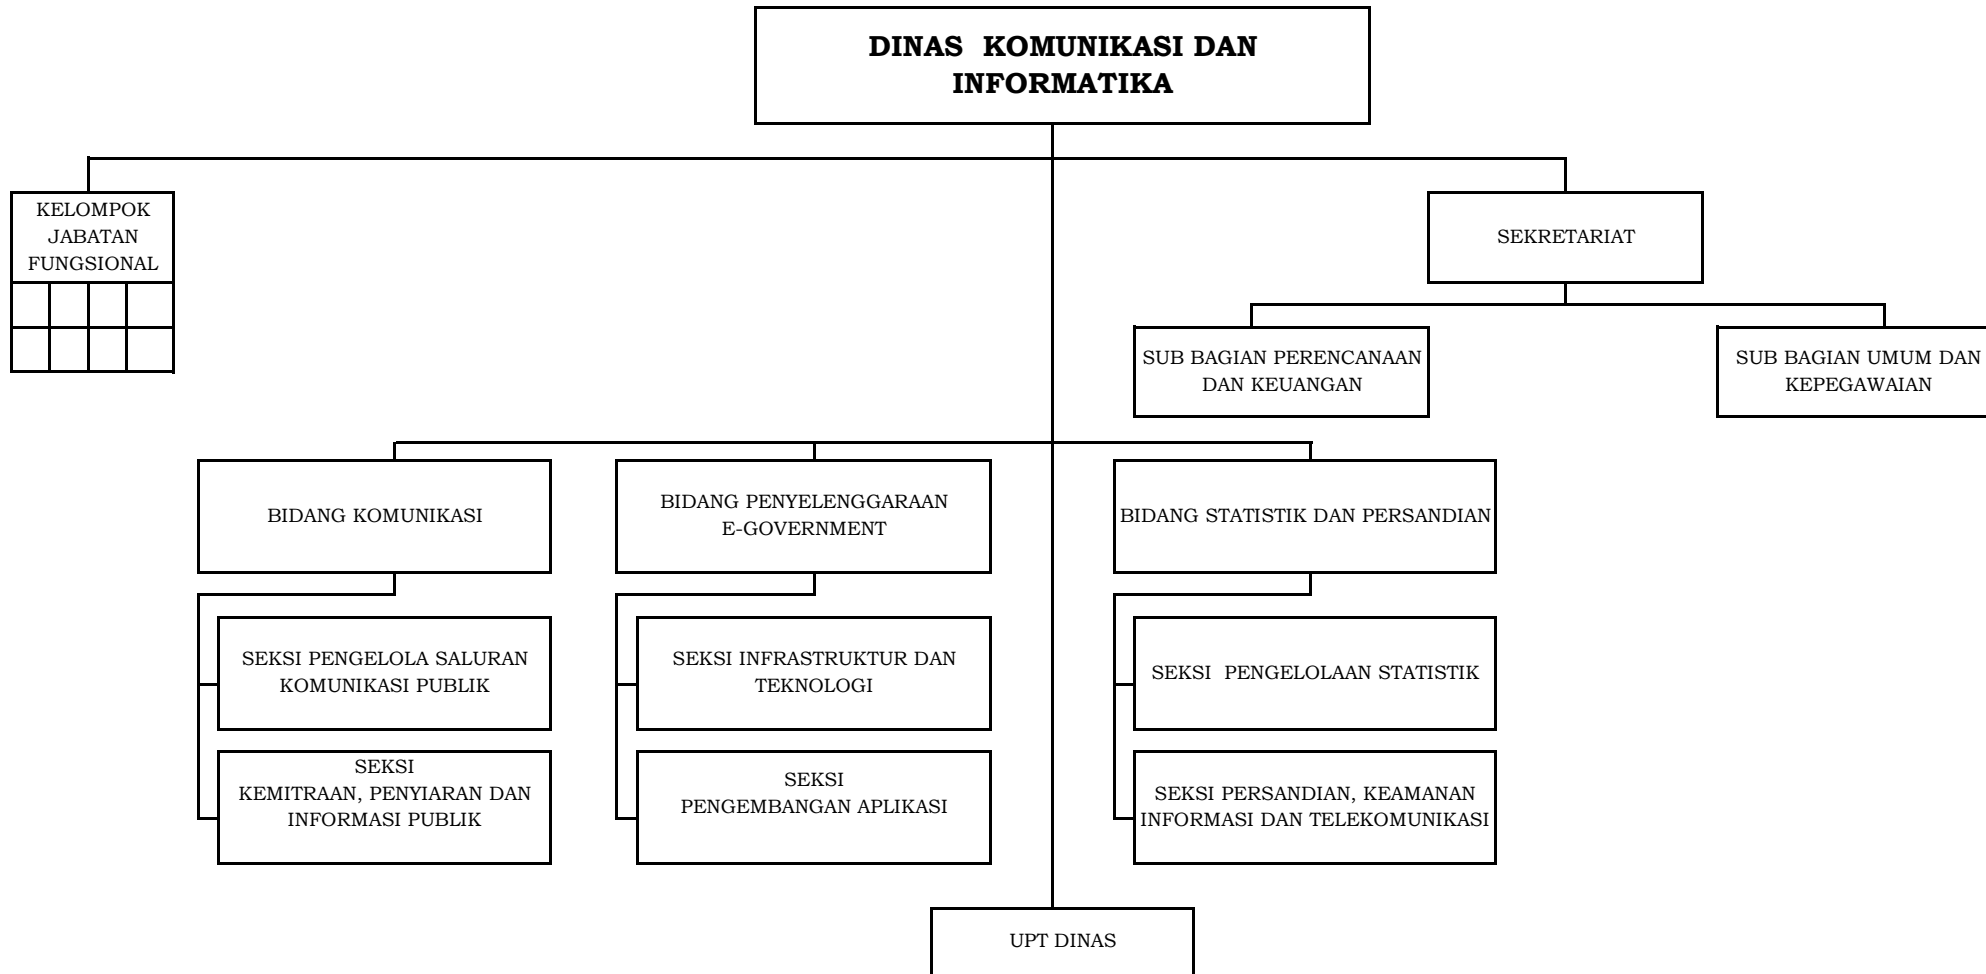 DINAS  KOMUNIKASI DAN
INFORMATIKA
KELOMPOK
JABATAN
FUNGSIONAL
SEKRETARIAT
SUB BAGIAN PERENCANAAN
DAN KEUANGAN
SUB BAGIAN UMUM DAN
KEPEGAWAIAN
BIDANG KOMUNIKASI
BIDANG PENYELENGGARAAN
E-GOVERNMENT
BIDANG STATISTIK DAN PERSANDIAN
SEKSI PENGELOLA SALURAN
KOMUNIKASI PUBLIK
SEKSI INFRASTRUKTUR DAN
TEKNOLOGI
SEKSI  PENGELOLAAN STATISTIK
SEKSI
KEMITRAAN, PENYIARAN DAN
INFORMASI PUBLIK
SEKSI
PENGEMBANGAN APLIKASI
SEKSI PERSANDIAN, KEAMANAN
INFORMASI DAN TELEKOMUNIKASI
UPT DINAS